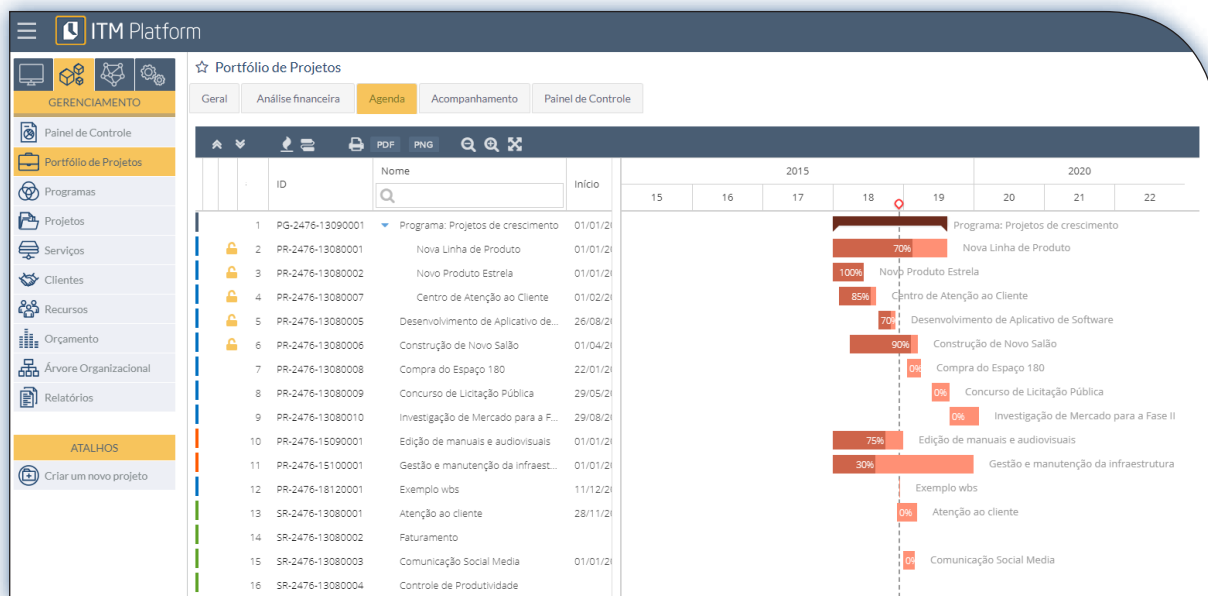 ITM Platform
GERENCIAMENTO
Painel de Controle
Portfólio de Projetos
Programas
Projetos
Serviços
Clientes
Recursos
Orçamento
Árvore Organizacional
Relatórios
ATALHOS
Criar um novo projeto
Portfólio de Projetos
Geral Análise financeira Agenda Acompanhamento Painel de Controle
PDF PNG
ID Nome Início
2015 2020
15 16 17 18 19 20 21 22
1 PG-2476-13090001 Programa: Projetos de crescimento 01/01/20 Programa: Projetos de crescimento
2 PR-2476-13080001 Nova Linha de Produto 01/01/20 70% Nova Linha de Produto
3 PR-2476-13080002 Novo Produto Estrela 01/01/20 100% Novo Produto Estrela
4 PR-2476-13080007 Centro de Atenção ao Cliente 01/02/20 85% Centro de Atenção ao Cliente
5 PR-2476-13080005 Desenvolvimento de Aplicativo de... 26/08/20 70% Desenvolvimento de Aplicativo de Software
6 PR-2476-13080006 Construção de Novo Salão 01/04/20 90% Construção de Novo Salão
7 PR-2476-13080008 Compra do Espaço 180 22/01/20 0% Compra do Espaço 180
8 PR-2476-13080009 Concurso de Licitação Pública 29/05/20 0% Concurso de Licitação Pública
9 PR-2476-13080010 Investigação de Mercado para a F... 29/08/20 0% Investigação de Mercado para a Fase II
10 PR-2476-15090001 Edição de manuais e audiovisuais 01/01/20 75% Edição de manuais e audiovisuais
11 PR-2476-15100001 Gestão e manutenção da infraest... 01/01/20 30% Gestão e manutenção da infraestrutura
12 PR-2476-18120001 Exemplo wbs 11/12/20 Exemplo wbs
13 SR-2476-13080001 Atenção ao cliente 28/11/20 0% Atenção ao cliente
14 SR-2476-13080002 Faturamento
15 SR-2476-13080003 Comunicação Social Media 01/01/20 0% Comunicação Social Media
16 SR-2476-13080004 Controle de Produtividade